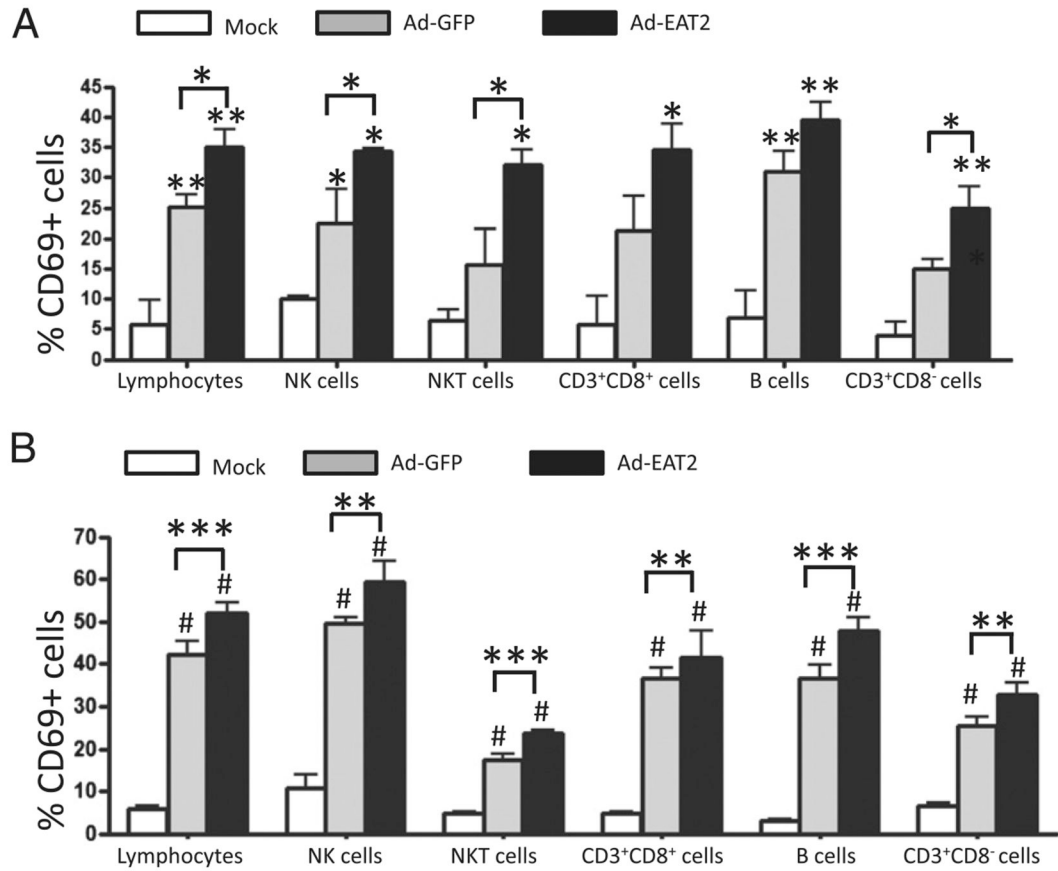 A
Mock Ad-GFP Ad-EAT2
% CD69+ cells
45
40
35
30
25
20
15
10
5
0
* * * * *
** ** * * * * ** ** ** *
Lymphocytes NK cells NKT cells CD3⁺CD8⁺ cells B cells CD3⁺CD8⁻ cells
B
Mock Ad-GFP Ad-EAT2
% CD69+ cells
70
60
50
40
30
20
10
0
*** ** *** ** *** **
# # # # # # # # # # # #
Lymphocytes NK cells NKT cells CD3⁺CD8⁺ cells B cells CD3⁺CD8⁻ cells